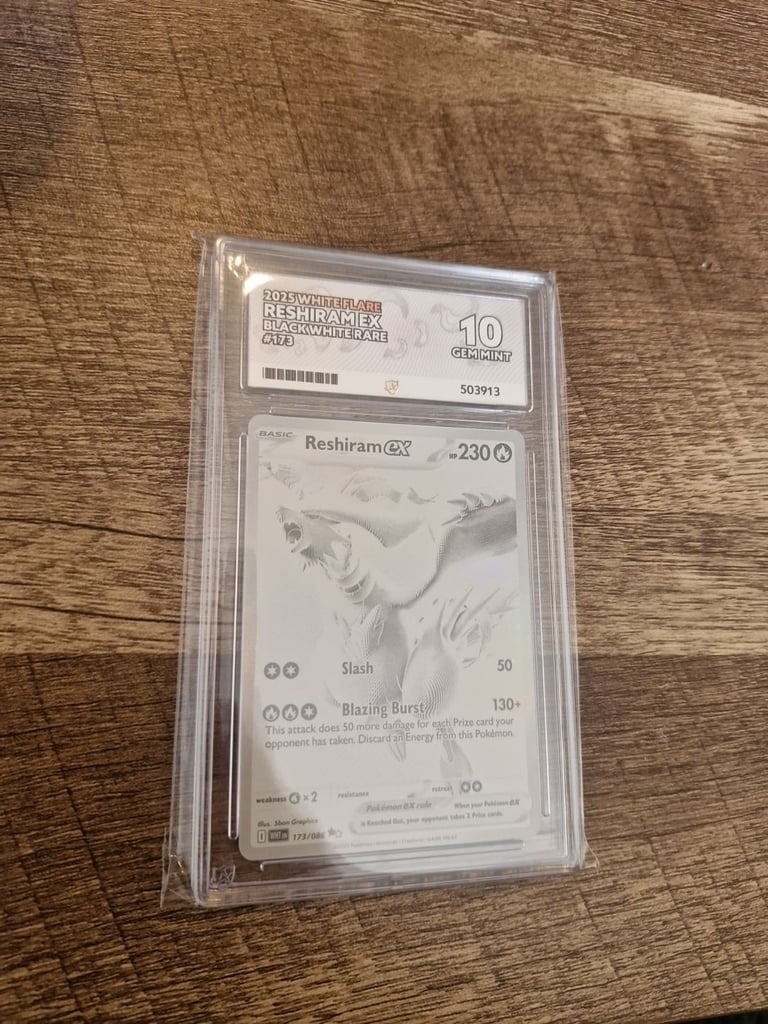 2025 WHITE FLARE
RESHIRAM EX
BLACK WHITE RARE
#173
10
GEM MINT
503913
BASIC
Reshiram ex
HP 230
Slash 50
Blazing Burst 130+
This attack does 50 more damage for each Prize card your
opponent has taken. Discard an Energy from this Pokémon.
weakness ×2 resistance retreat
Pokémon ex rule When your Pokémon ex
is Knocked Out, your opponent takes 2 Prize cards.
Illus. 5ban Graphics
WHT EN 173/086